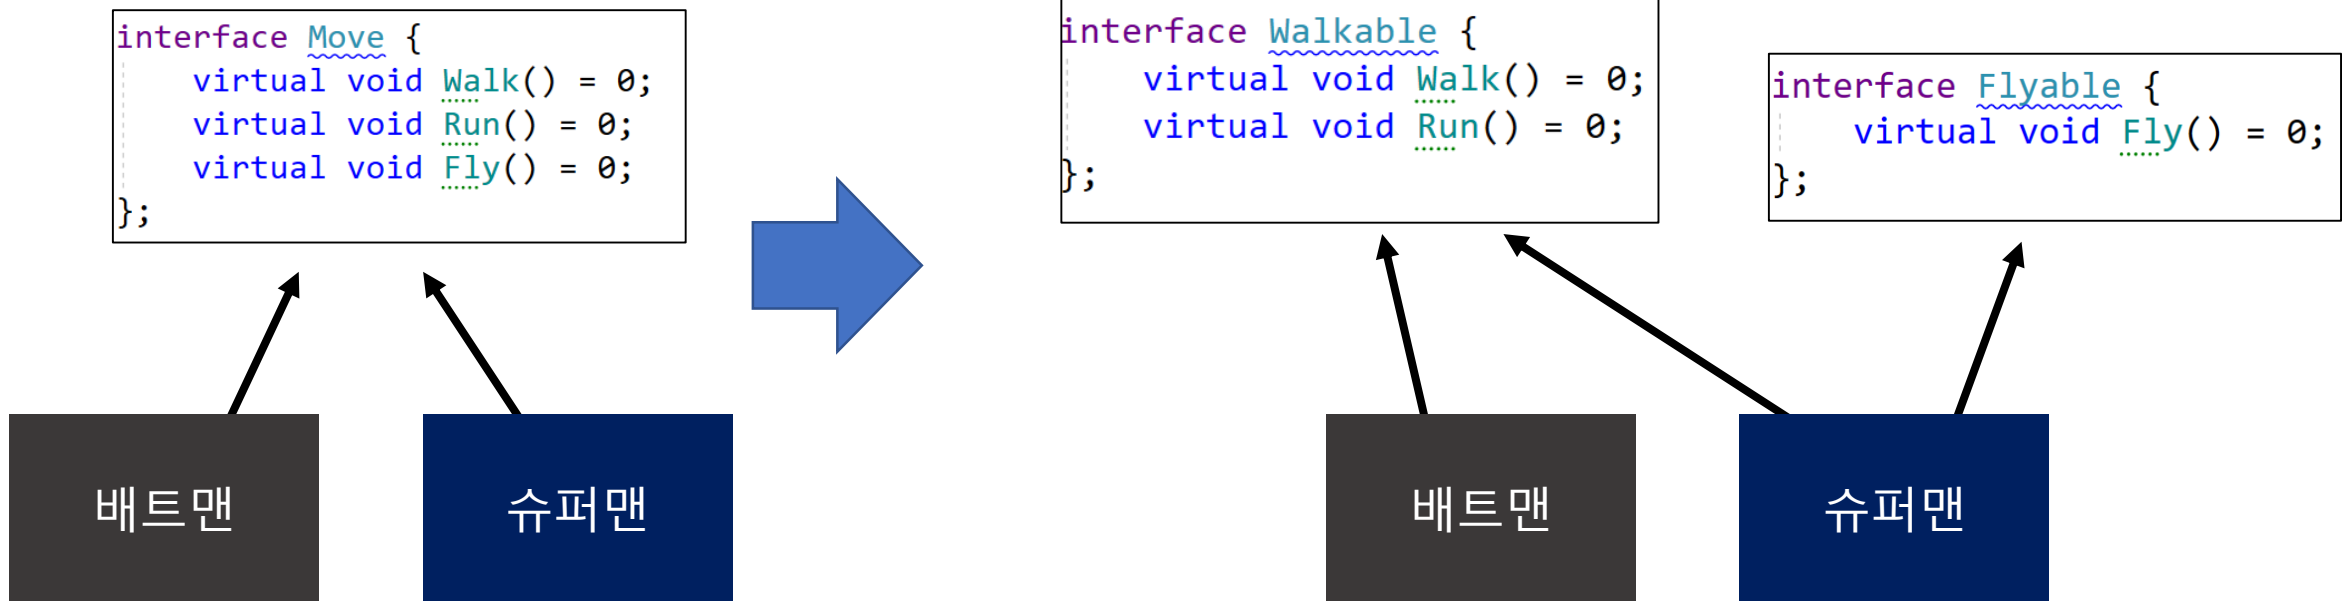 interface Move {
virtual void Walk() = 0;
virtual void Run() = 0;
virtual void Fly() = 0;
};
배트맨
슈퍼맨
interface Walkable {
virtual void Walk() = 0;
virtual void Run() = 0;
};
interface Flyable {
virtual void Fly() = 0;
};
배트맨
슈퍼맨